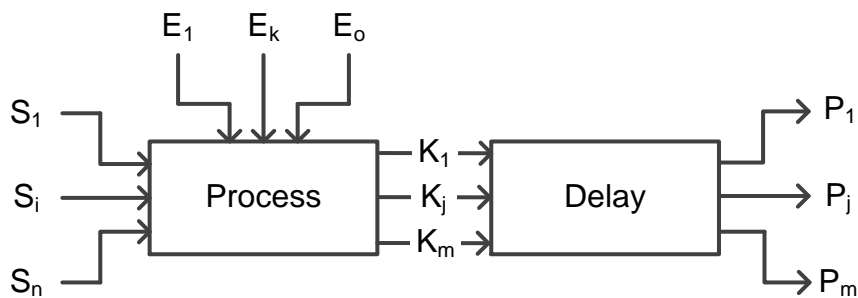 E₁ Eₖ Eₒ
S₁
Sᵢ
Sₙ
Process
K₁
Kⱼ
Kₘ
Delay
P₁
Pⱼ
Pₘ